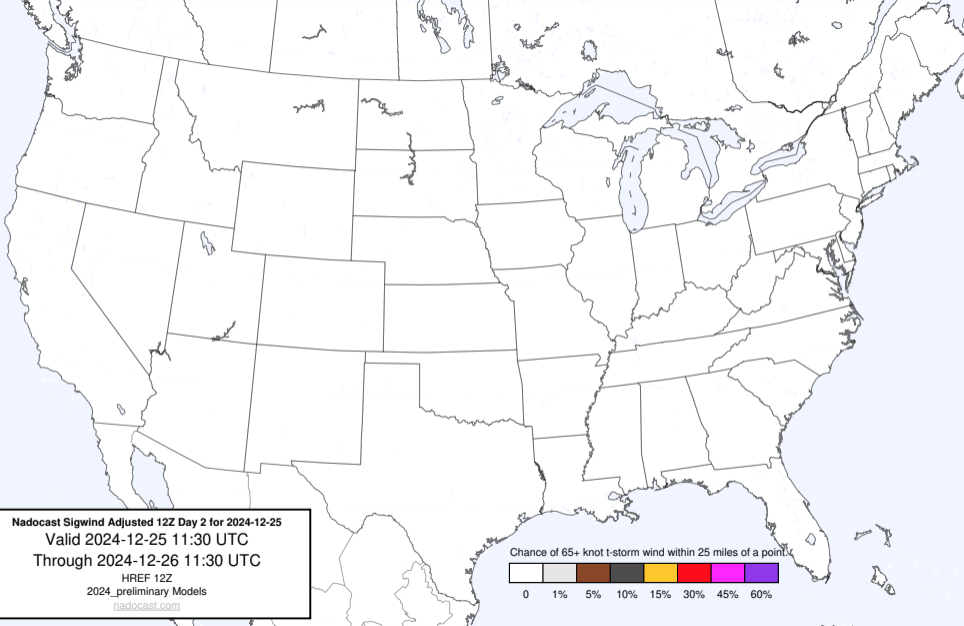 Nadocast Sigwind Adjusted 12Z Day 2 for 2024-12-25
Valid 2024-12-25 11:30 UTC
Through 2024-12-26 11:30 UTC
HREF 12Z
2024_preliminary Models
nadocast.com
Chance of 65+ knot t-storm wind within 25 miles of a point.
0 1% 5% 10% 15% 30% 45% 60%